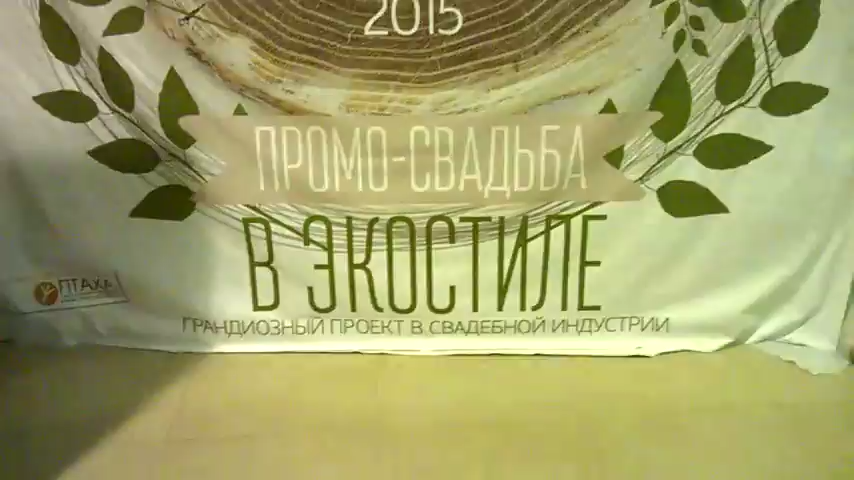 2015
ПРОМО-СВАДЬБА
В ЭКОСТИЛЕ
ПТАХА
ГРАНДИОЗНЫЙ ПРОЕКТ В СВАДЕБНОЙ ИНДУСТРИИ